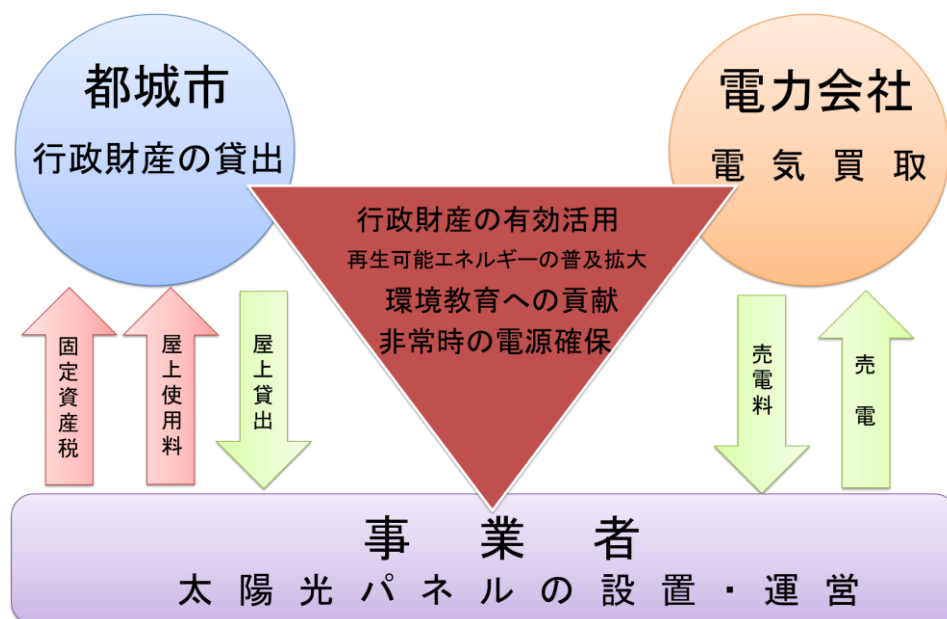 都城市
行政財産の貸出
電力会社
電気買取
行政財産の有効活用
再生可能エネルギーの普及拡大
環境教育への貢献
非常時の電源確保
固定資産税
屋上使用料
屋上貸出
売電料
売電
事業者
太陽光パネルの設置・運営